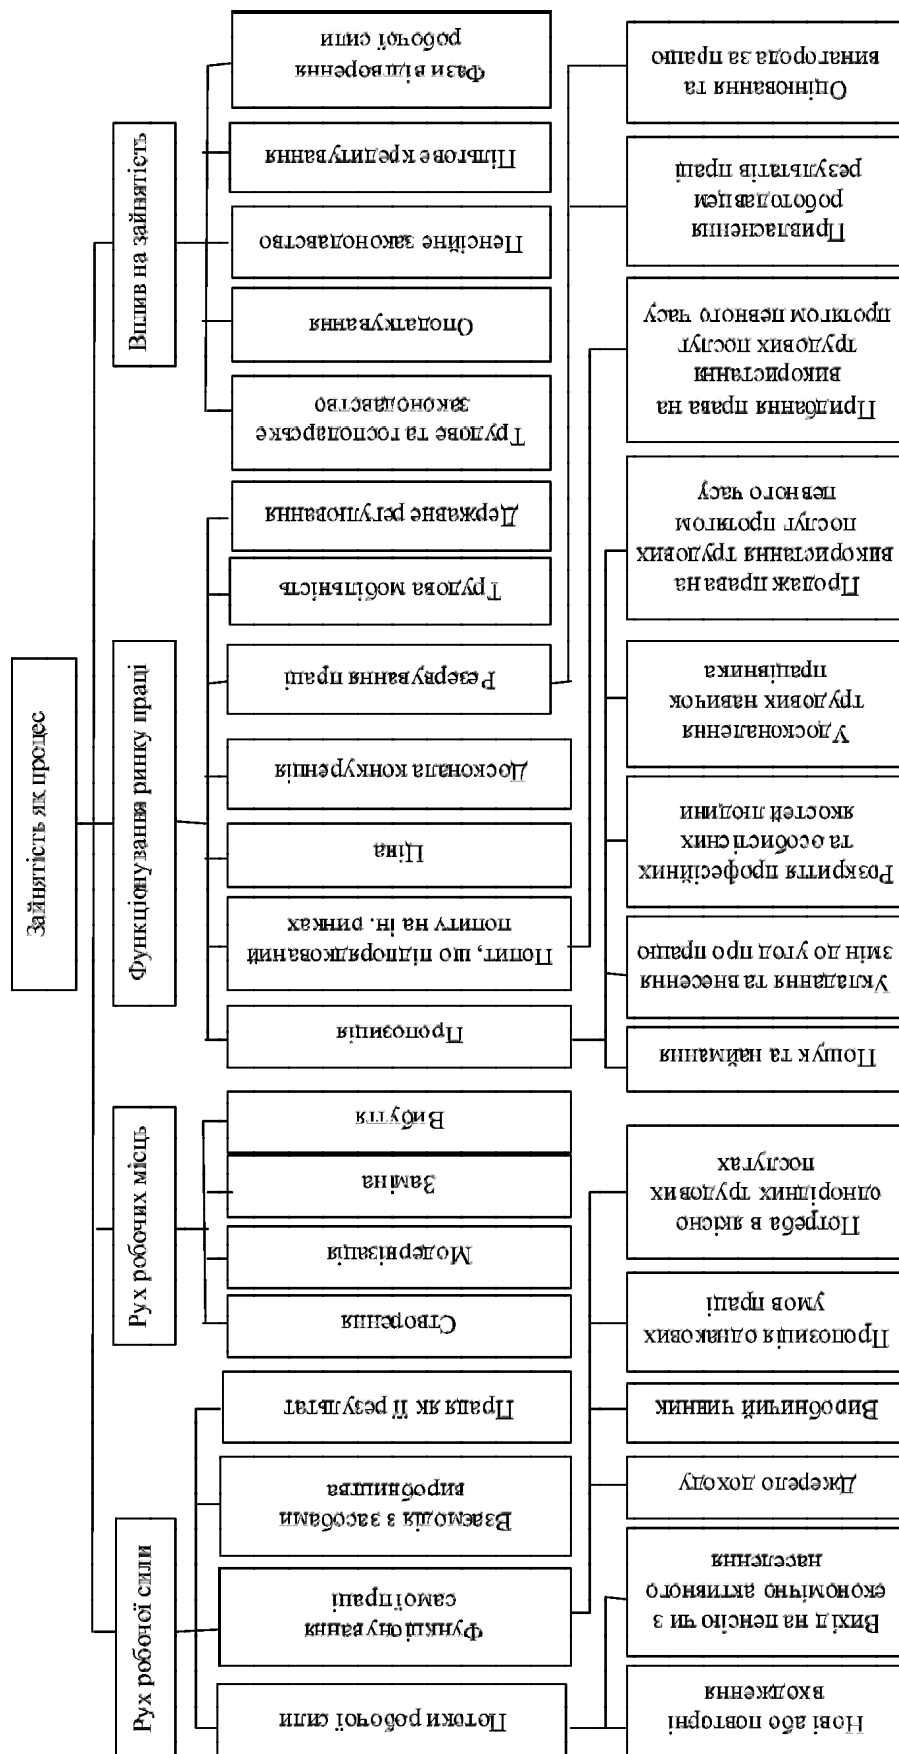 Зайнятість як процес
Рух робочої сили
Рух робочих місць
Функціонування ринку праці
Вплив на зайнятість
Потоки робочої сили
Функціонування
самої праці
Взаємодія з засобами
виробництва
Праця як її результат
Створення
Модернізація
Заміна
Вибуття
Пропозиція
Попит, що підпорядкований
попиту на ін. ринках
Ціна
Досконала конкуренція
Резервування праці
Трудова мобільність
Державне регулювання
Трудове та господарське
законодавство
Оподаткування
Пенсійне законодавство
Пільгове кредитування
Фази відтворення
робочої сили
Нові або повторні
входження
Вихід на пенсію чи з
економічно активного
населення
Джерело доходу
Виробничий чинник
Пропозиція однакових
умов праці
Потреба в якісно
однорідних трудових
послугах
Пошук та наймання
Укладання та внесення
змін до угод про працю
Розкриття професійних
та особистісних
якостей людини
Удосконалення
трудових навичок
працівника
Продаж права на
використання трудових
послуг протягом
певного часу
Придбання права на
використання
трудових послуг
протягом певного часу
Привласнення
роботодавцем
результатів праці
Оцінювання та
винагорода за працю